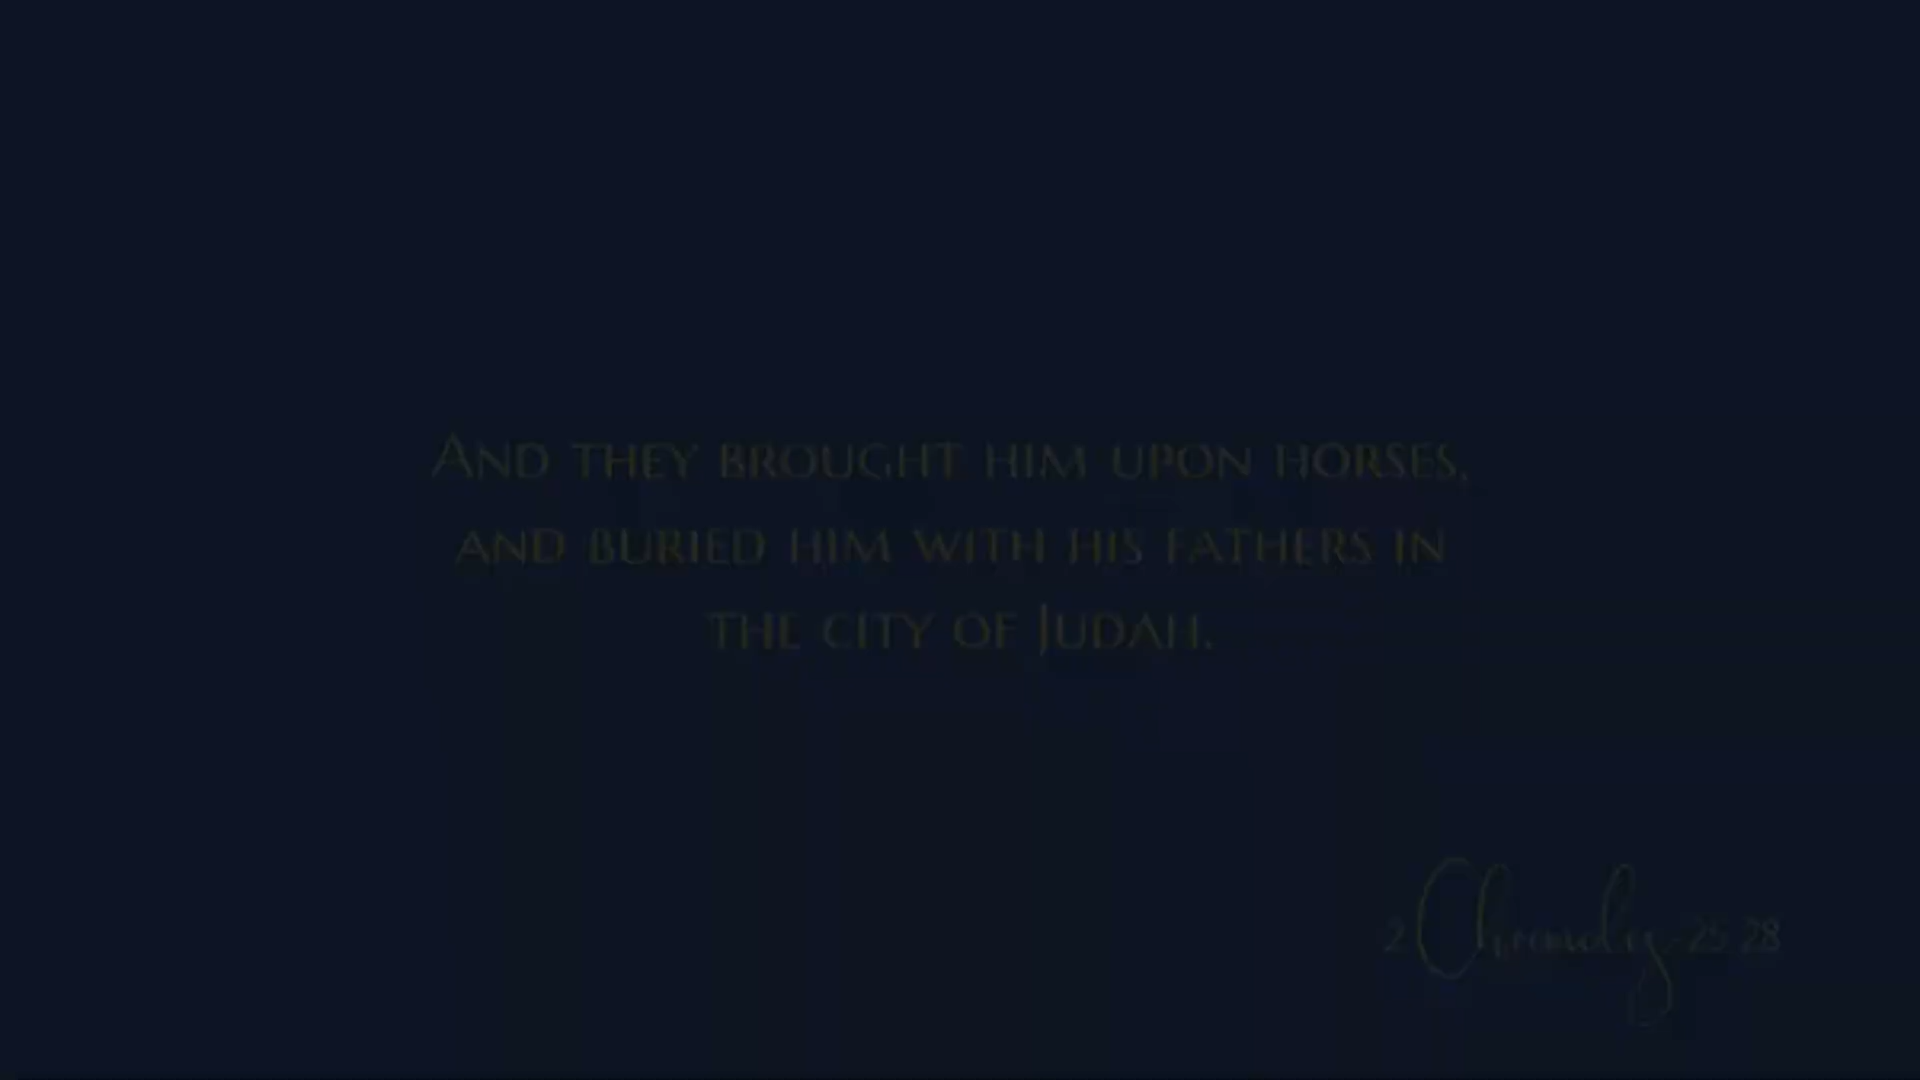 And they brought him upon horses,
and buried him with his fathers in
the city of Judah.
2 Chronicles 25 28